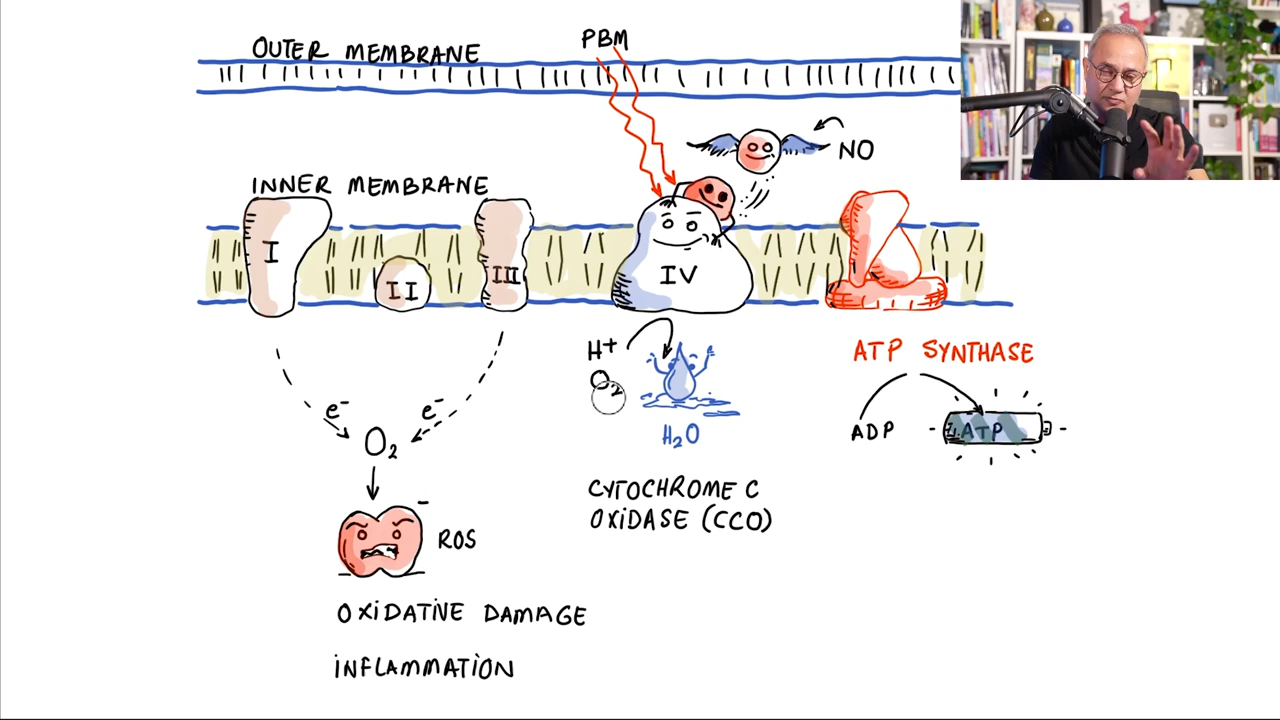 OUTER MEMBRANE
PBM
NO
INNER MEMBRANE
I
II
III
IV
H+
O2
H2O
ATP SYNTHASE
ADP
ATP
e-
e-
O2
CYTOCHROME C
OXIDASE (CCO)
-
ROS
OXIDATIVE DAMAGE
INFLAMMATION